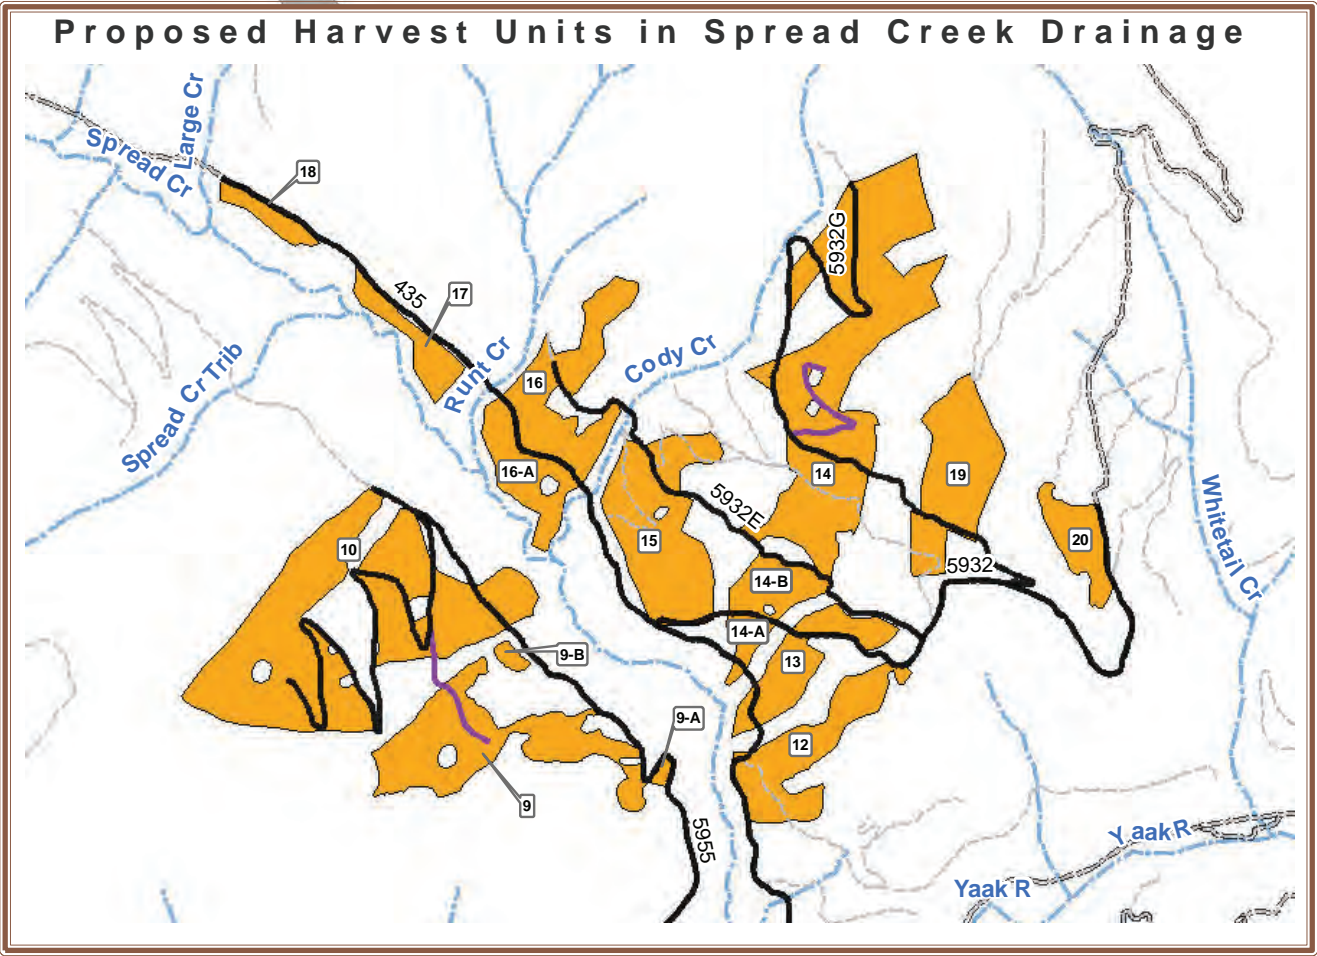 Proposed Harvest Units in Spread Creek Drainage
Large Cr
Spread Cr
18
435
17
5932G
Runt Cr
Cody Cr
16
Spread Cr Trib
16-A
14
19
Whitetail Cr
5932E
15
20
10
5932
14-B
14-A
9-B
13
9-A
12
9
5955
Yaak R
Yaak R